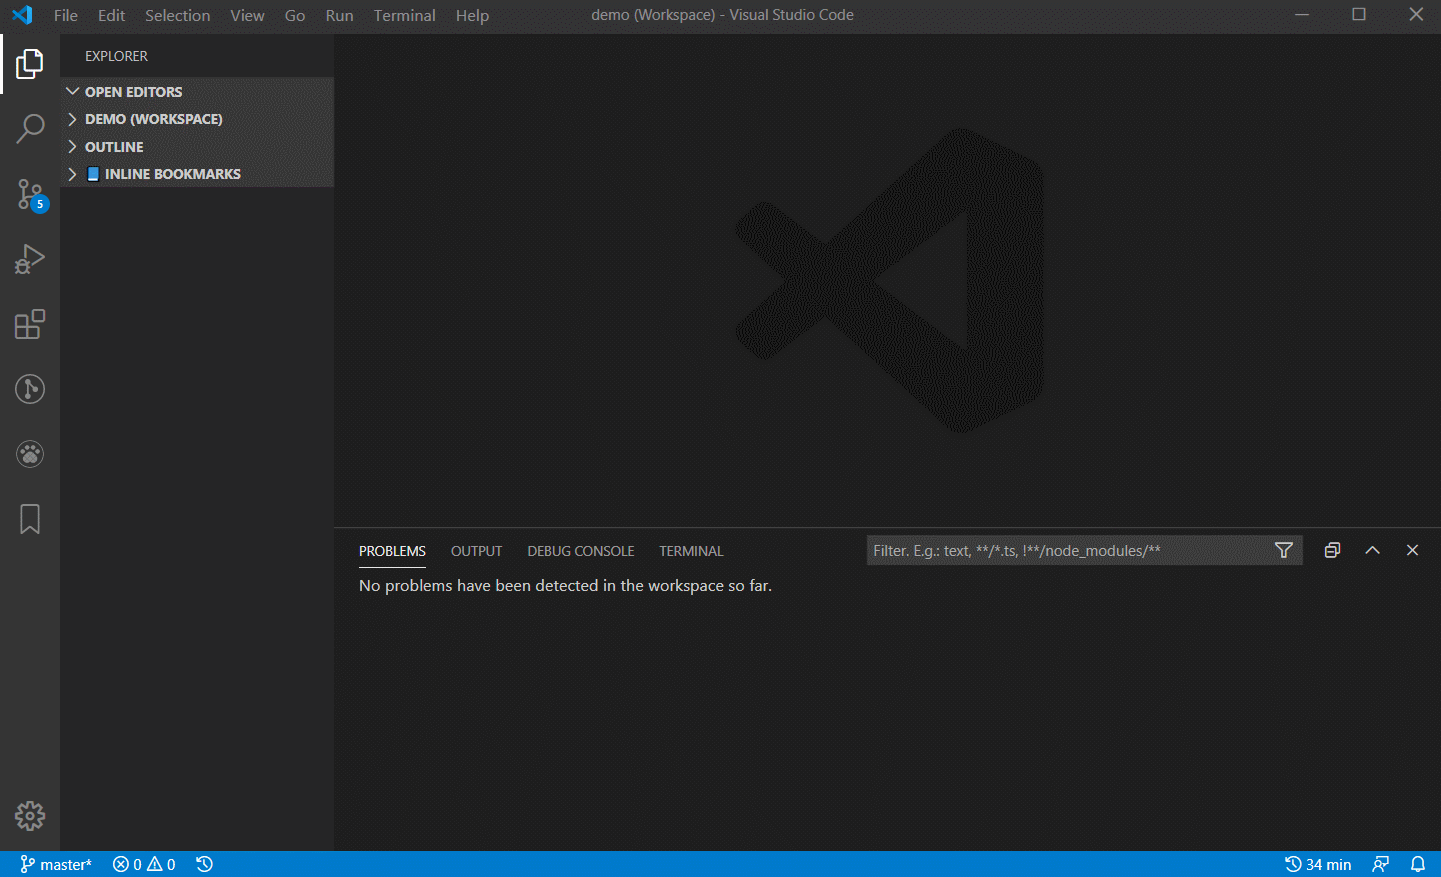 File Edit Selection View Go Run Terminal Help demo (Workspace) - Visual Studio Code
EXPLORER
OPEN EDITORS
DEMO (WORKSPACE)
OUTLINE
INLINE BOOKMARKS
5
PROBLEMS OUTPUT DEBUG CONSOLE TERMINAL Filter. E.g.: text, **/*.ts, !**/node_modules/**
No problems have been detected in the workspace so far.
master* 0 0 34 min